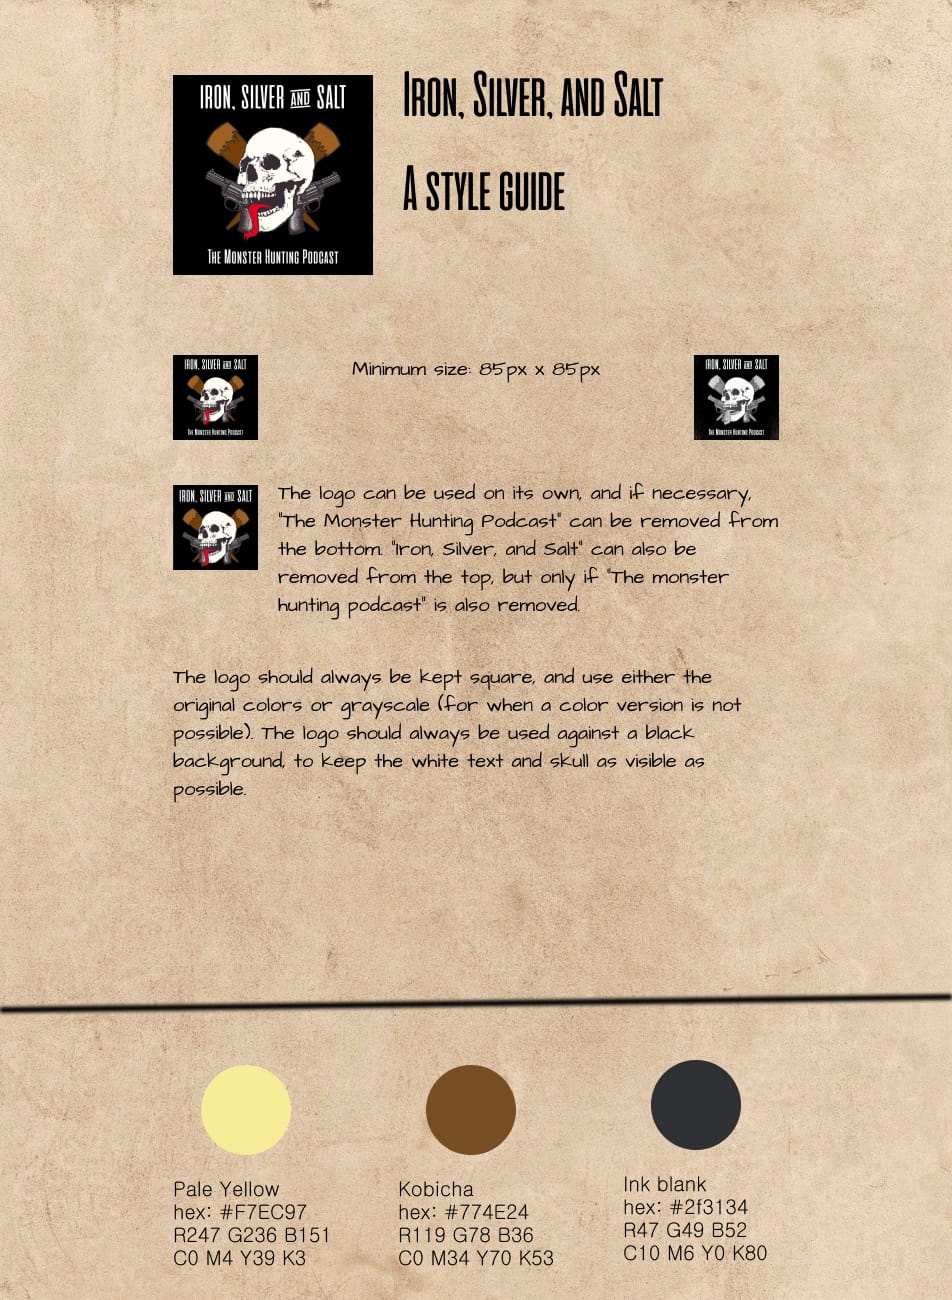 IRON, SILVER AND SALT
THE MONSTER HUNTING PODCAST
IRON, SILVER, AND SALT
A STYLE GUIDE
IRON, SILVER AND SALT
THE MONSTER HUNTING PODCAST
Minimum size: 85px x 85px
IRON, SILVER AND SALT
THE MONSTER HUNTING PODCAST
IRON, SILVER AND SALT
The logo can be used on its own, and if necessary,
"The Monster Hunting Podcast" can be removed from
the bottom. "Iron, Silver, and Salt" can also be
removed from the top, but only if "The monster
hunting podcast" is also removed.
The logo should always be kept square, and use either the
original colors or grayscale (for when a color version is not
possible). The logo should always be used against a black
background, to keep the white text and skull as visible as
possible.
Pale Yellow
hex: #F7EC97
R247 G236 B151
C0 M4 Y39 K3
Kobicha
hex: #774E24
R119 G78 B36
C0 M34 Y70 K53
Ink blank
hex: #2f3134
R47 G49 B52
C10 M6 Y0 K80